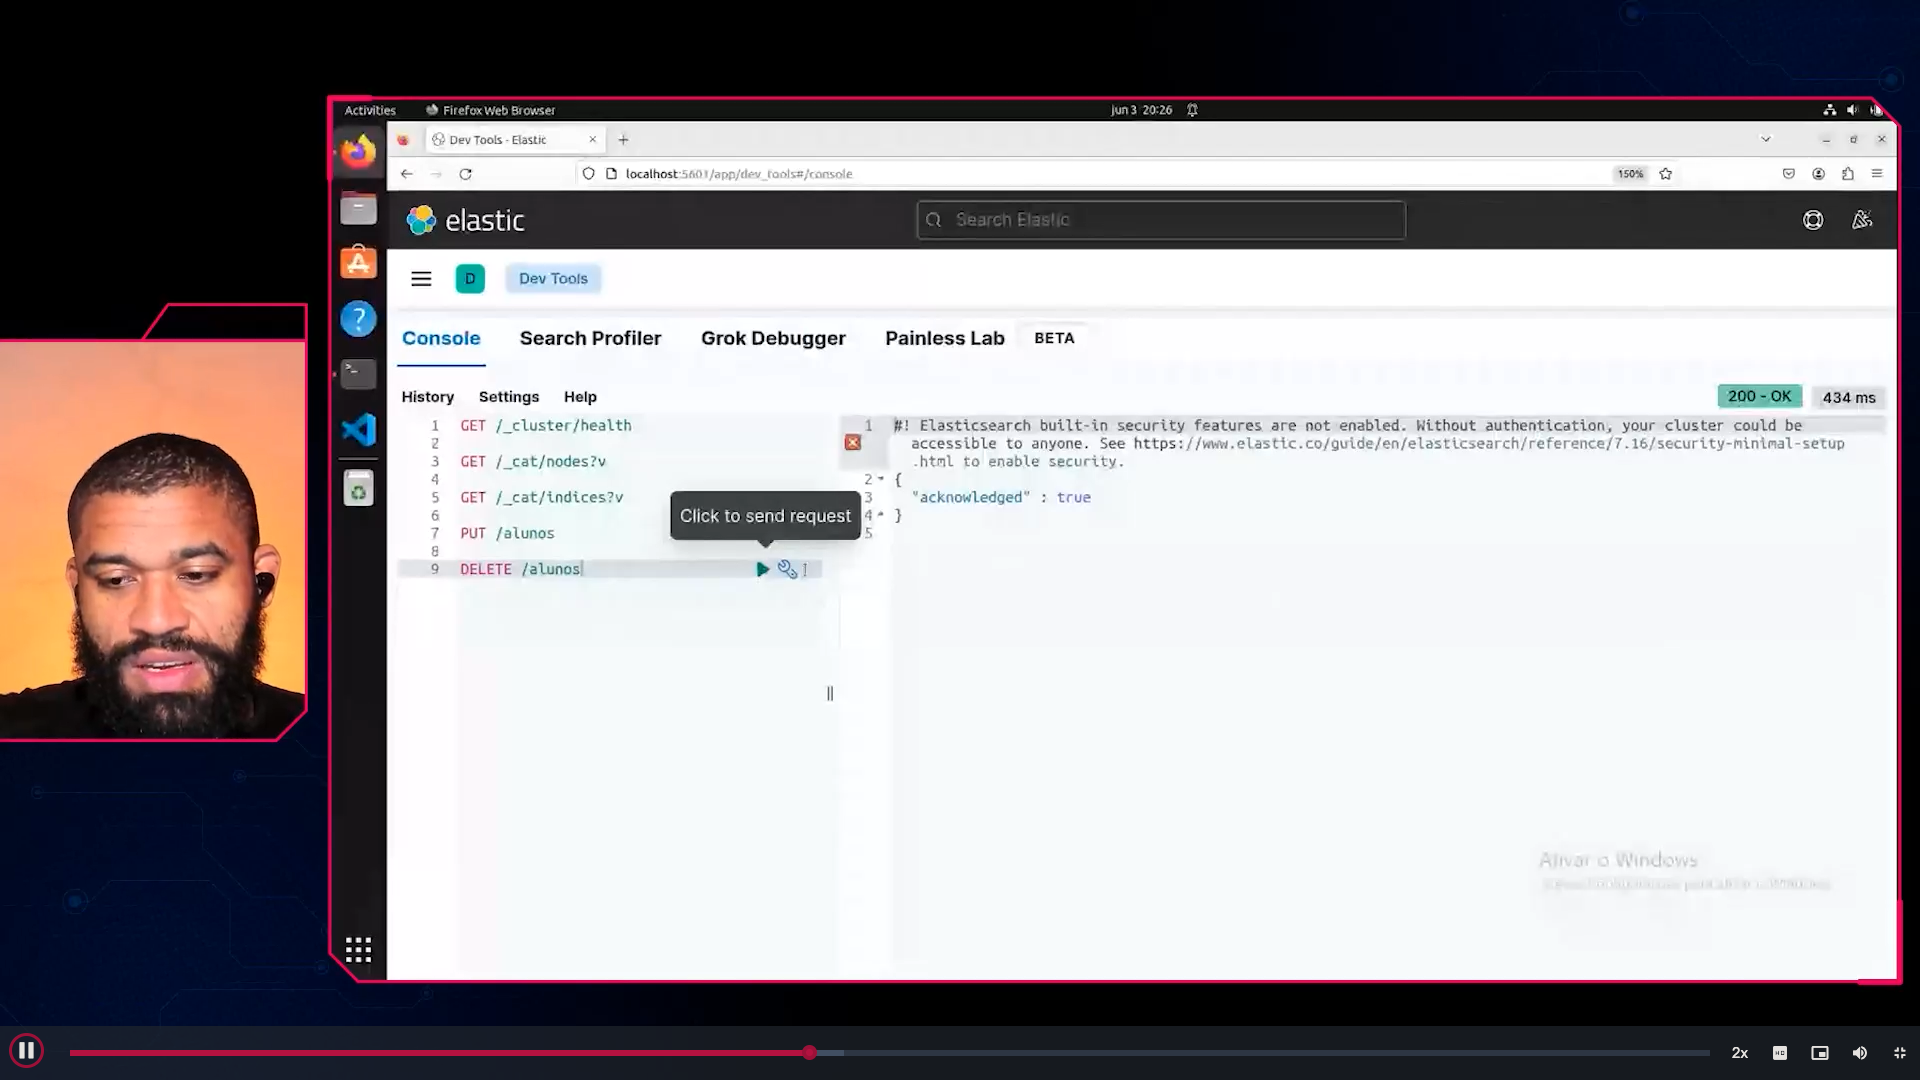 Activities
Firefox Web Browser
Jun 3 20:26
Dev Tools - Elastic
localhost:5601/app/dev_tools#/console
150%
elastic
Search Elastic
D
Dev Tools
Console
Search Profiler
Grok Debugger
Painless Lab
BETA
History
Settings
Help
200 - OK
434 ms
1 GET /_cluster/health
2
3 GET /_cat/nodes?v
4
5 GET /_cat/indices?v
6
7 PUT /alunos
8
9 DELETE /alunos
Click to send request
1 #! Elasticsearch built-in security features are not enabled. Without authentication, your cluster could be
accessible to anyone. See https://www.elastic.co/guide/en/elasticsearch/reference/7.16/security-minimal-setup
.html to enable security.
2 {
3 "acknowledged" : true
4 }
5
Ativar o Windows
2x
HD